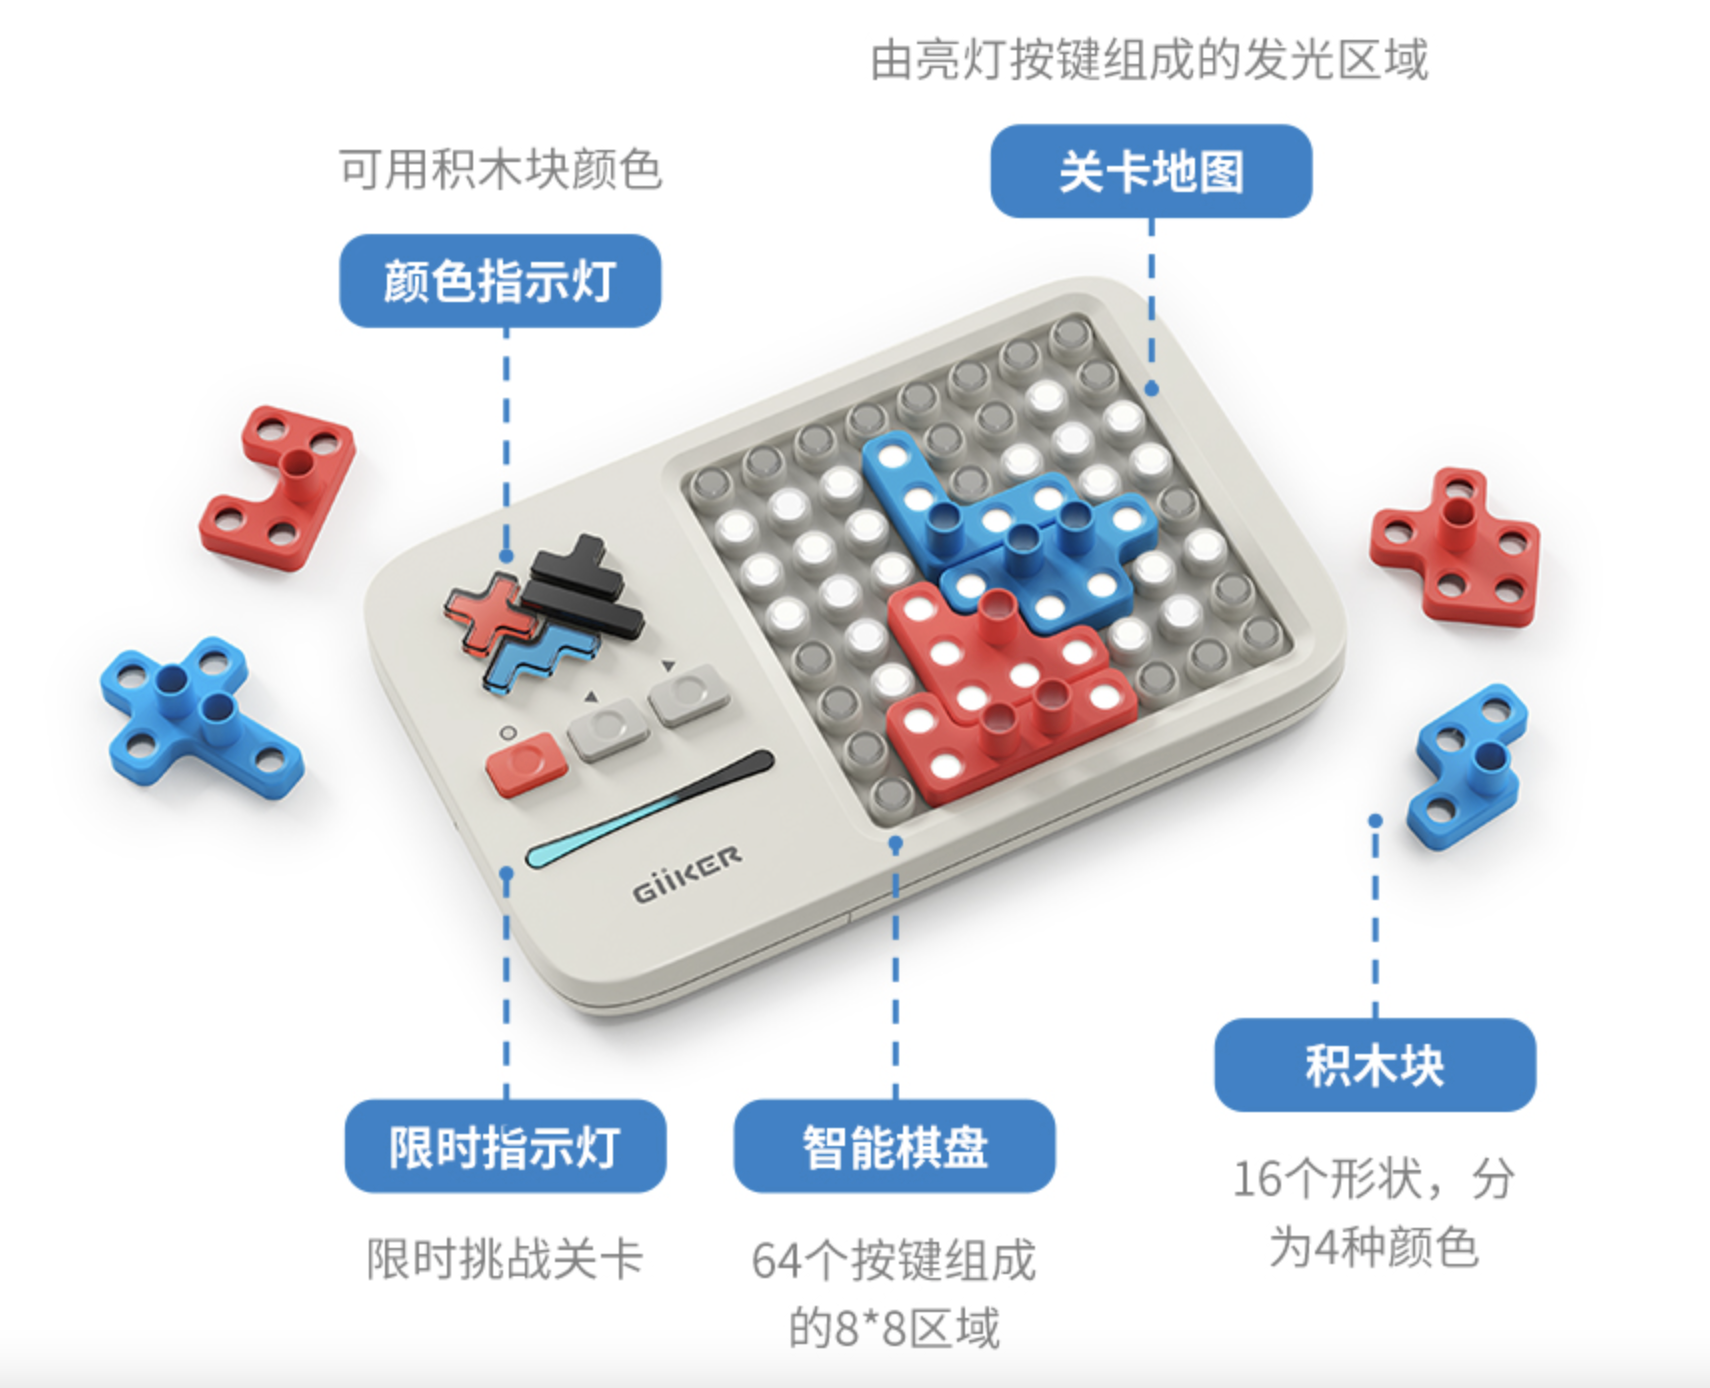 由亮灯按键组成的发光区域
关卡地图
可用积木块颜色
颜色指示灯
GiiKER
限时指示灯
限时挑战关卡
智能棋盘
64个按键组成
的8*8区域
积木块
16个形状，分
为4种颜色